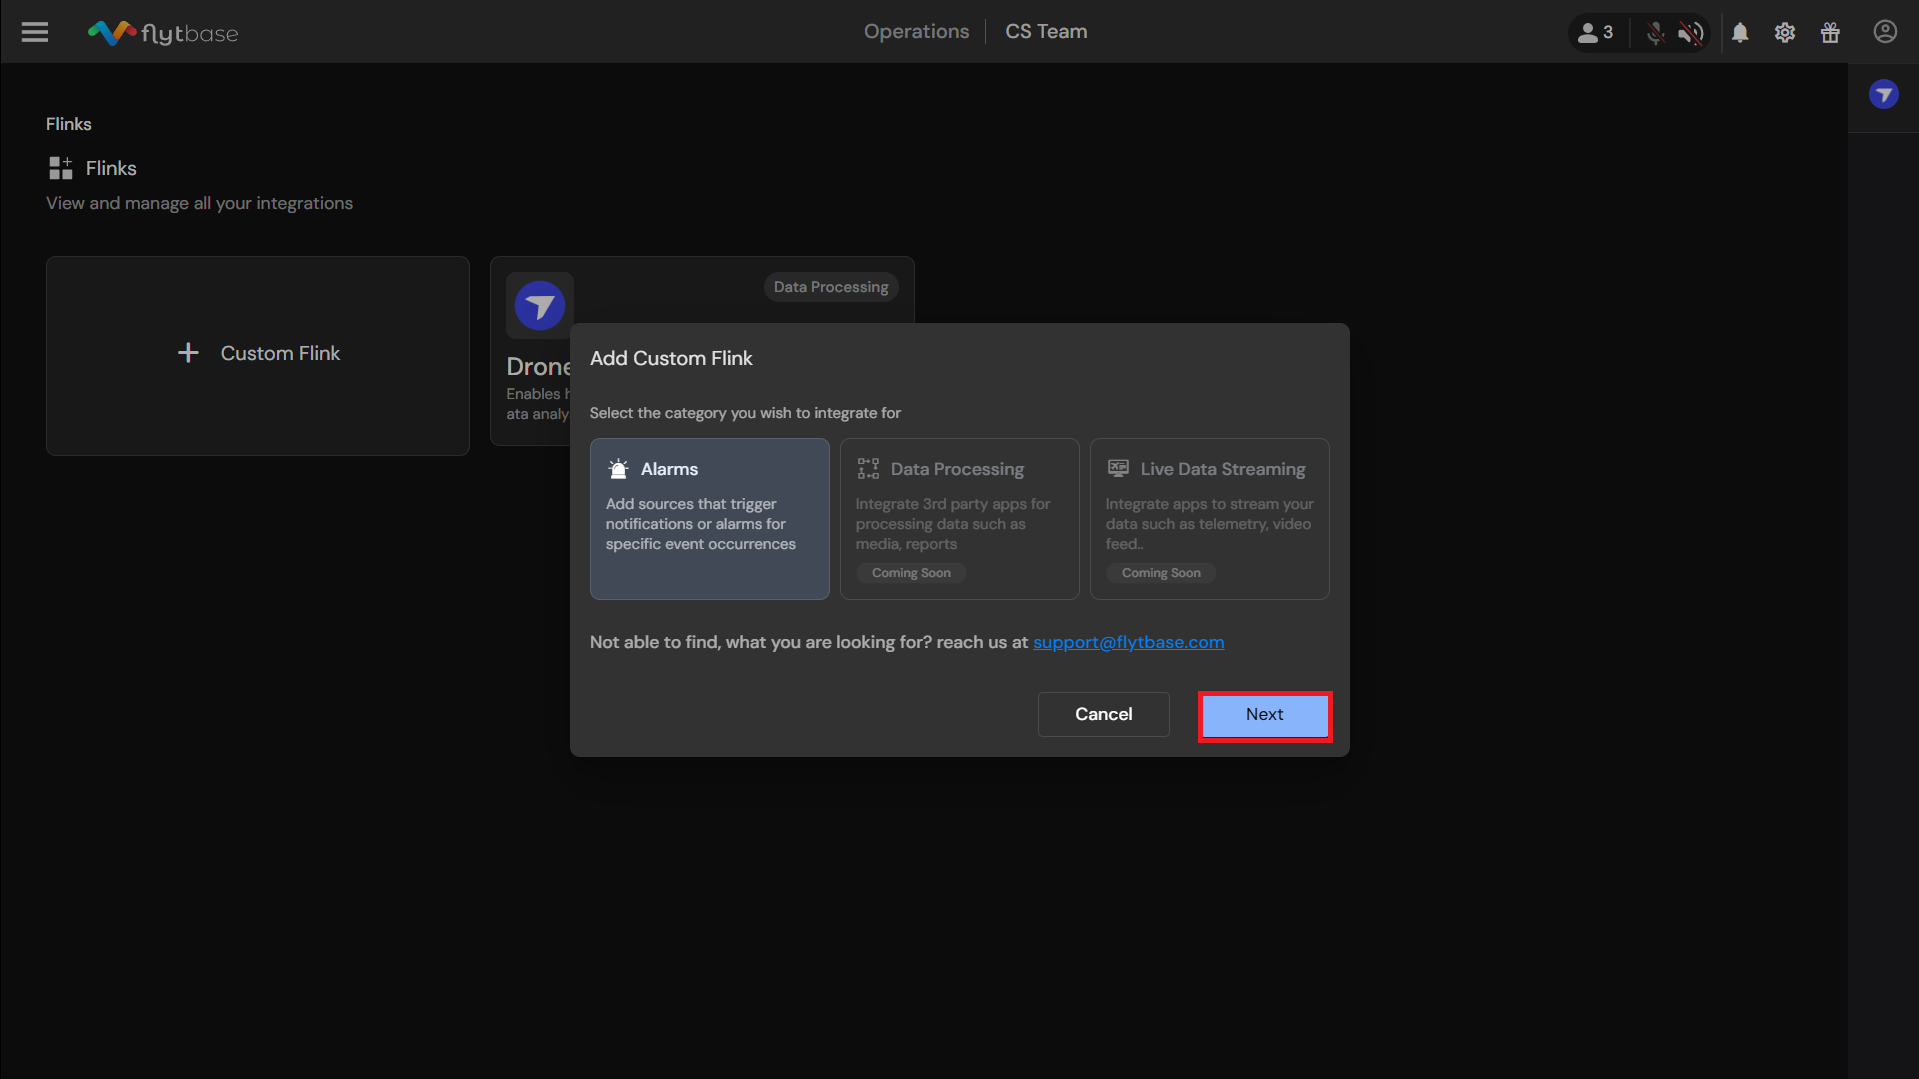 flytbase
Operations
CS Team
3
Flinks
Flinks
View and manage all your integrations
Custom Flink
Data Processing
Drone
Enables h
ata analy
Add Custom Flink
Select the category you wish to integrate for
Alarms
Add sources that trigger
notifications or alarms for
specific event occurrences
Data Processing
Integrate 3rd party apps for
processing data such as
media, reports
Coming Soon
Live Data Streaming
Integrate apps to stream your
data such as telemetry, video
feed..
Coming Soon
Not able to find, what you are looking for? reach us at support@flytbase.com
Cancel
Next